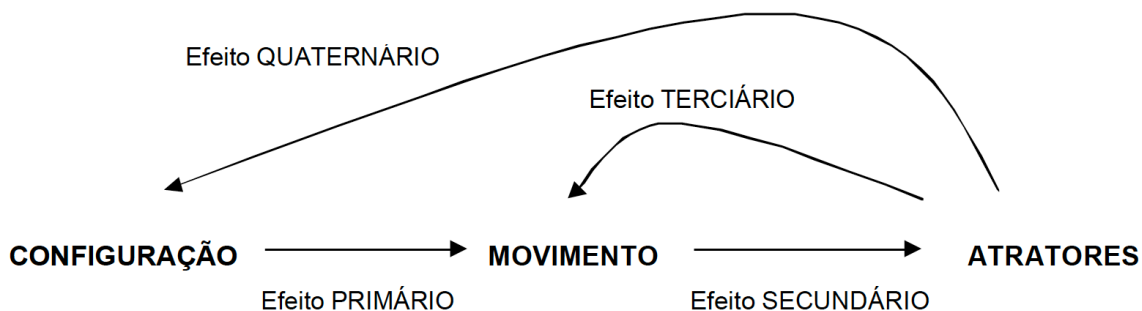 Efeito QUATERNÁRIO
Efeito TERCIÁRIO
CONFIGURAÇÃO MOVIMENTO ATRATORES
Efeito PRIMÁRIO Efeito SECUNDÁRIO